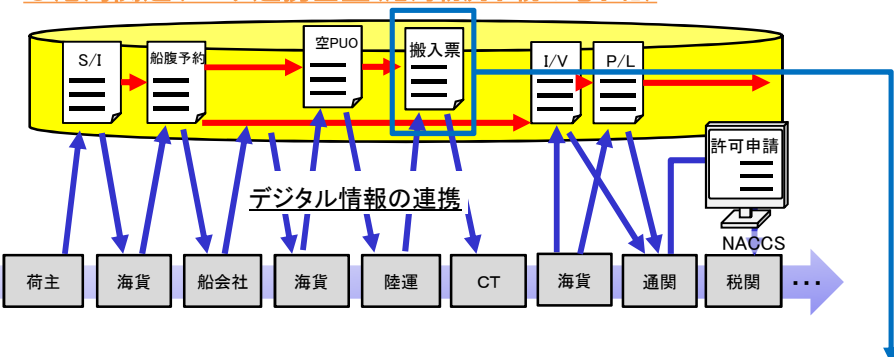 S/I
船腹予約
空PUO
搬入票
I/V
P/L
許可申請
デジタル情報の連携
NACCS
荷主
海貨
船会社
海貨
陸運
CT
海貨
通関
税関
･･･